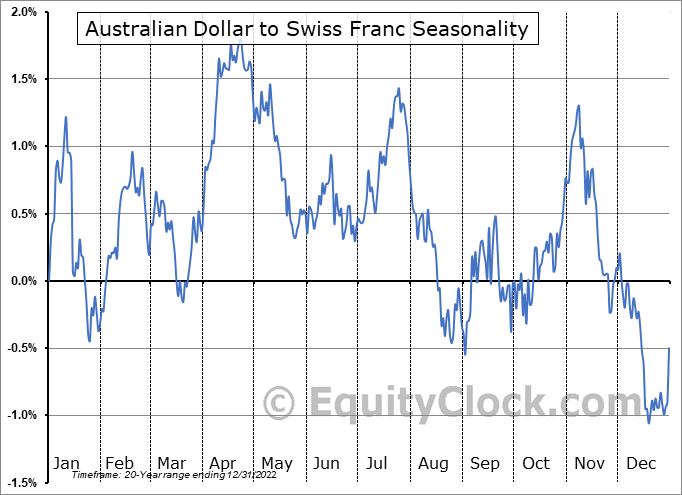 Australian Dollar to Swiss Franc Seasonality
2.0%
1.5%
1.0%
0.5%
0.0%
-0.5%
-1.0%
-1.5%
© EquityClock.com
Jan Feb Mar Apr May Jun Jul Aug Sep Oct Nov Dec
Timeframe: 20-Year range ending 12/31/2022